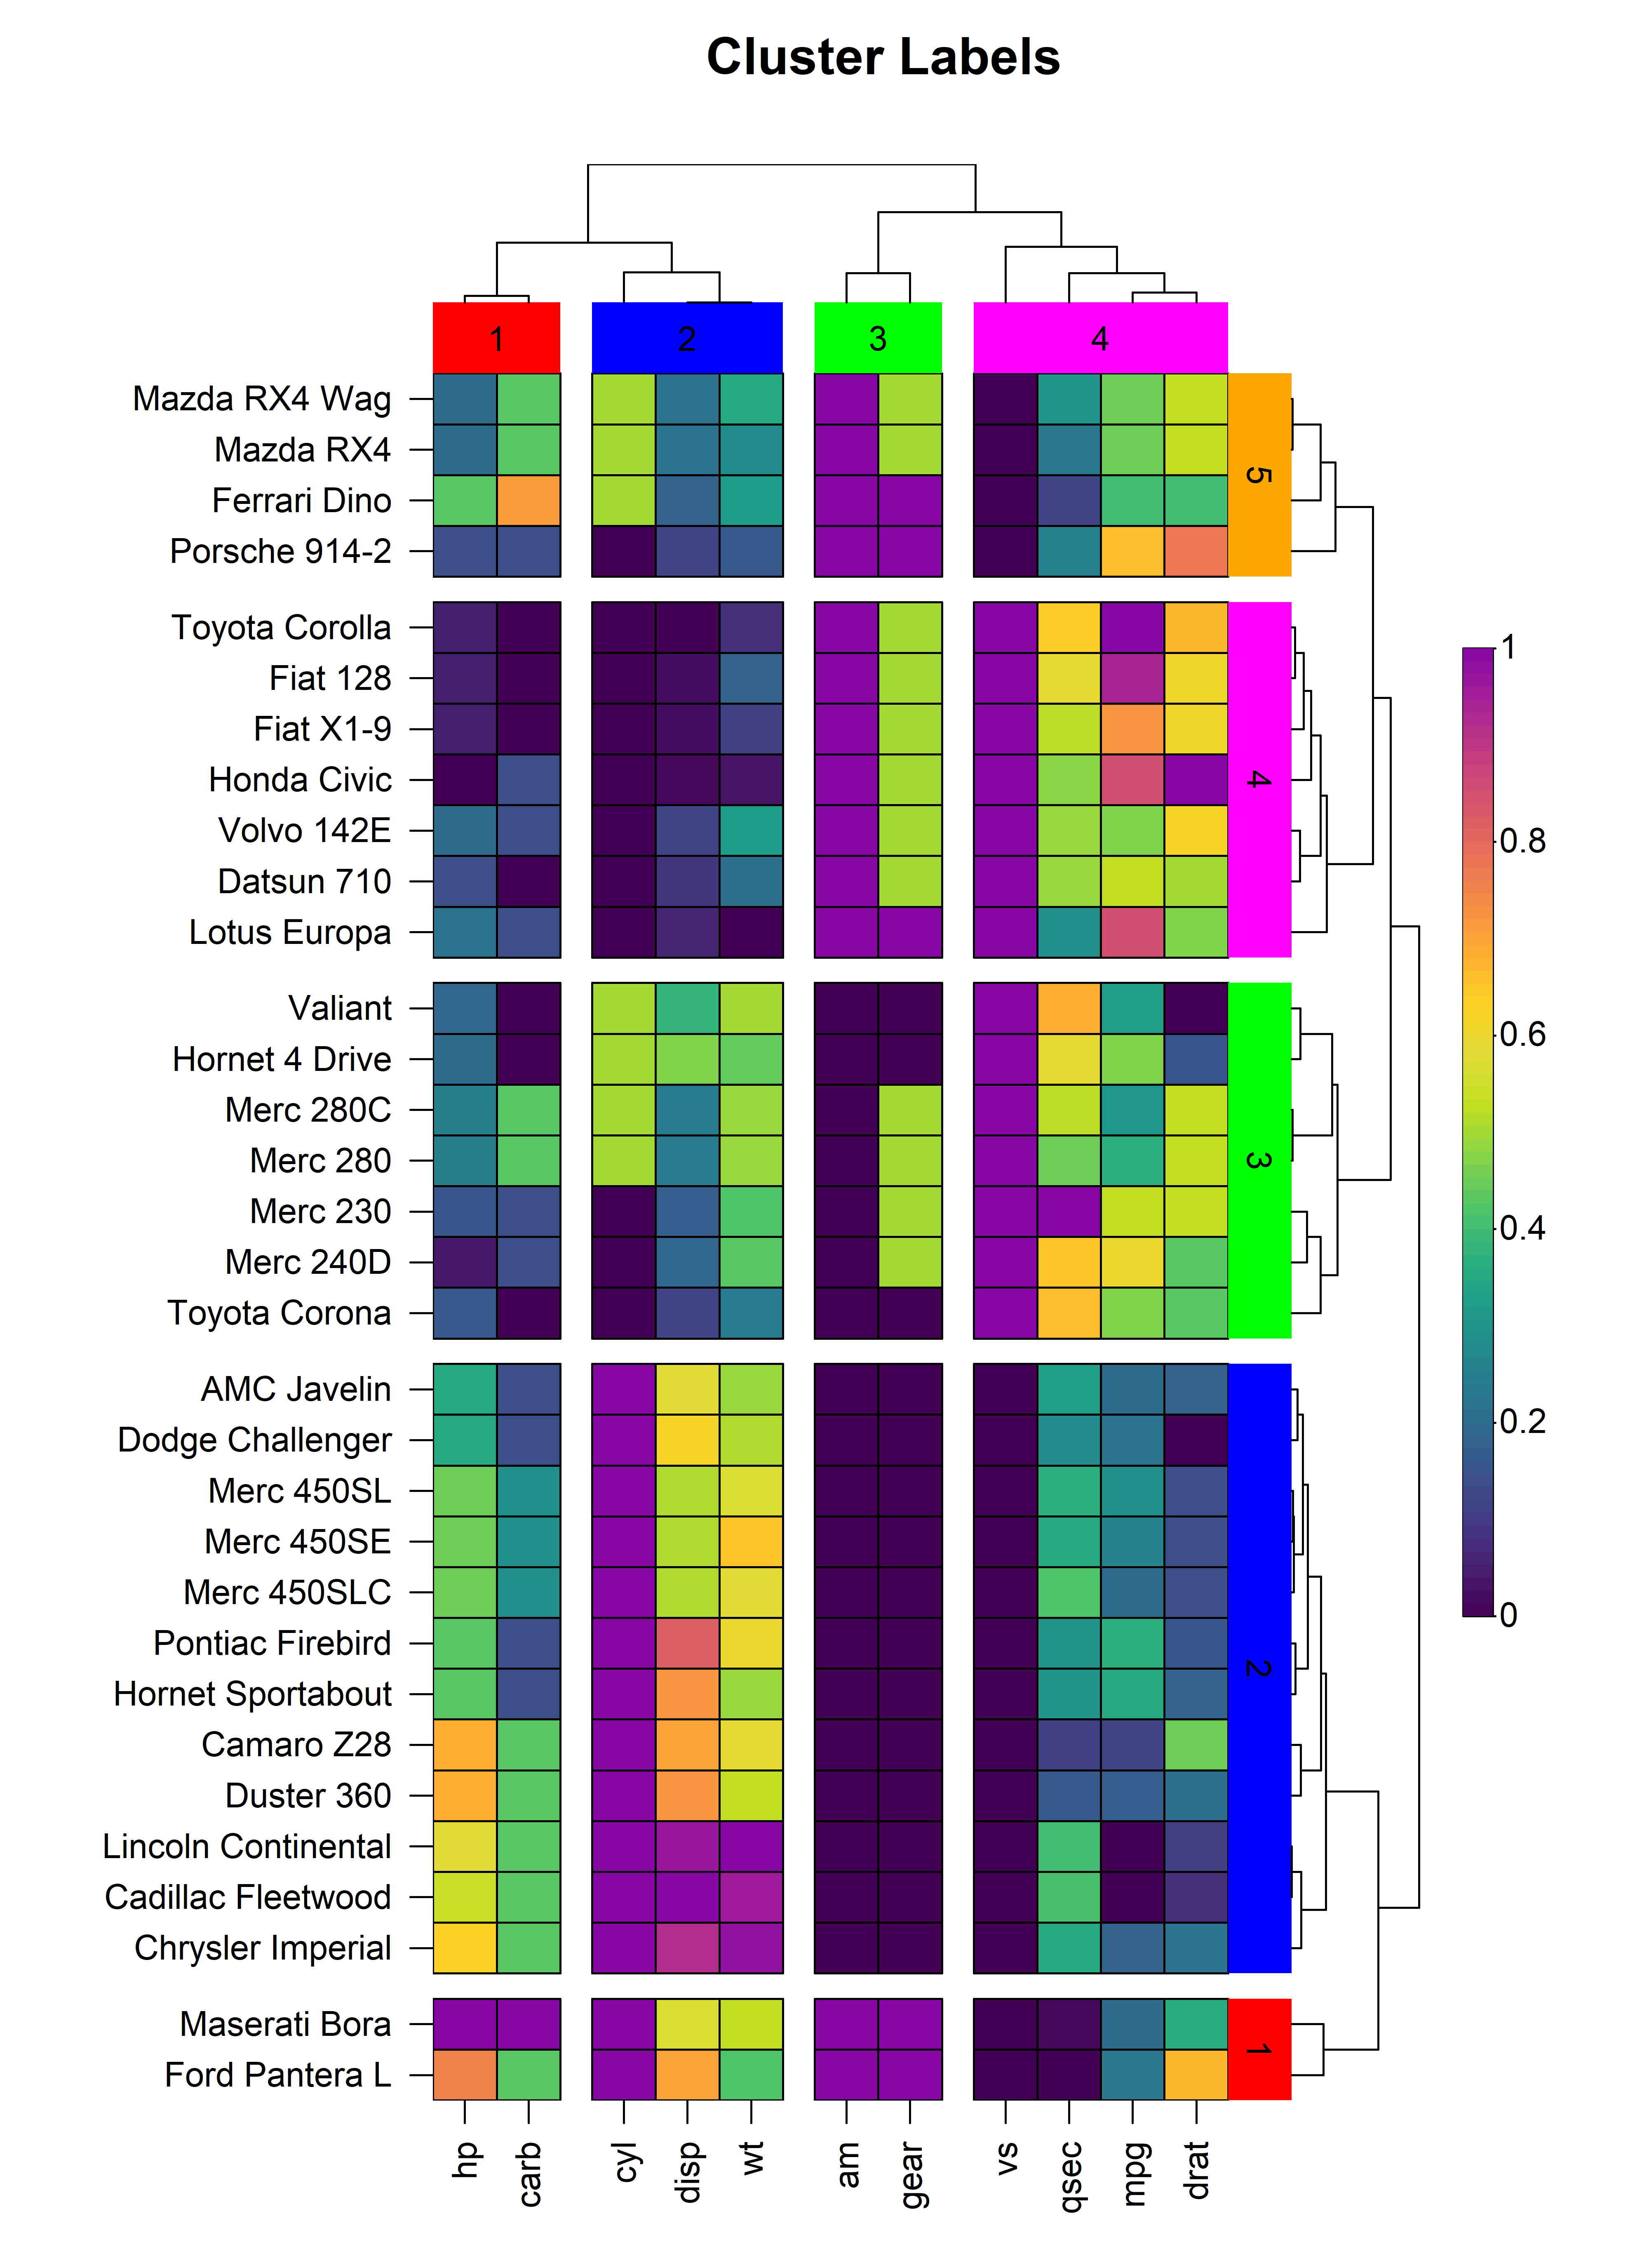 Cluster Labels
1 2 3 4
Mazda RX4 Wag
Mazda RX4
Ferrari Dino
Porsche 914-2
5
Toyota Corolla
Fiat 128
Fiat X1-9
Honda Civic
Volvo 142E
Datsun 710
Lotus Europa
4
Valiant
Hornet 4 Drive
Merc 280C
Merc 280
Merc 230
Merc 240D
Toyota Corona
3
AMC Javelin
Dodge Challenger
Merc 450SL
Merc 450SE
Merc 450SLC
Pontiac Firebird
Hornet Sportabout
Camaro Z28
Duster 360
Lincoln Continental
Cadillac Fleetwood
Chrysler Imperial
2
Maserati Bora
Ford Pantera L
1
hp carb cyl disp wt am gear vs qsec mpg drat
1
0.8
0.6
0.4
0.2
0